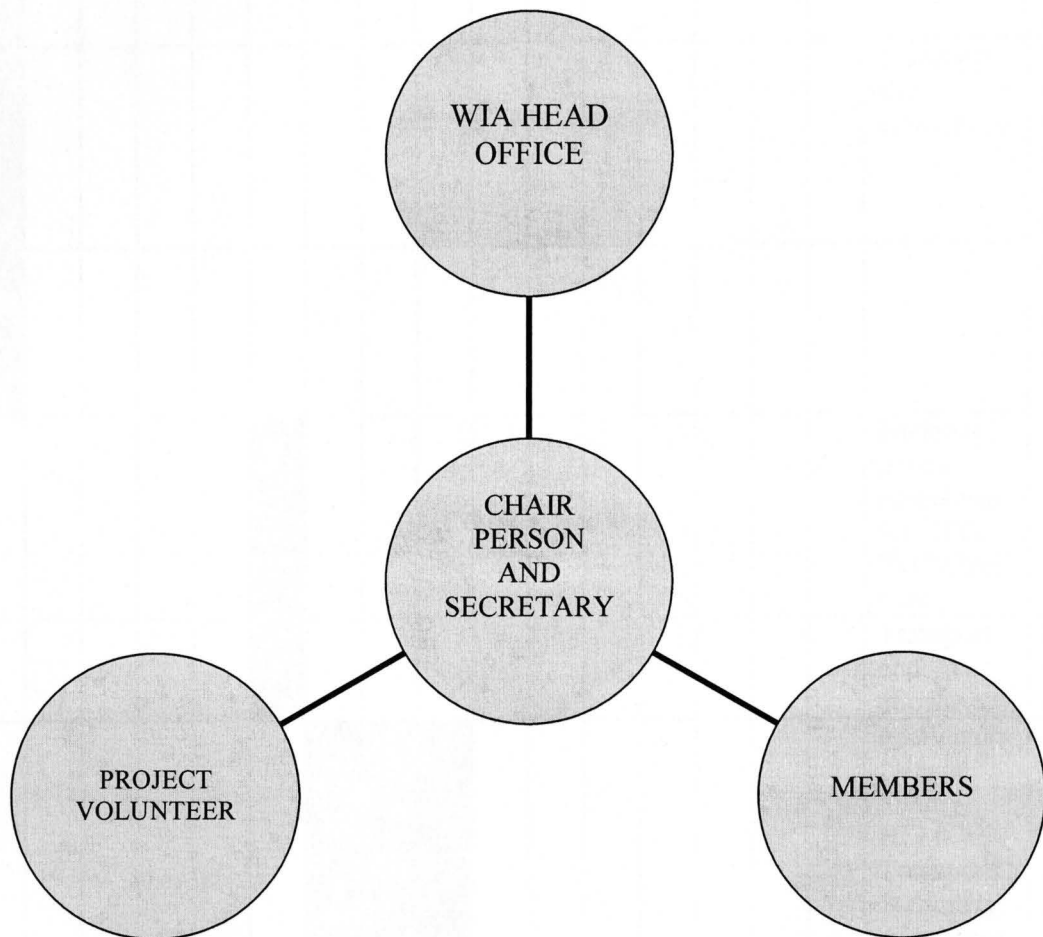 WIA HEAD
OFFICE
CHAIR
PERSON
AND
SECRETARY
PROJECT
VOLUNTEER
MEMBERS